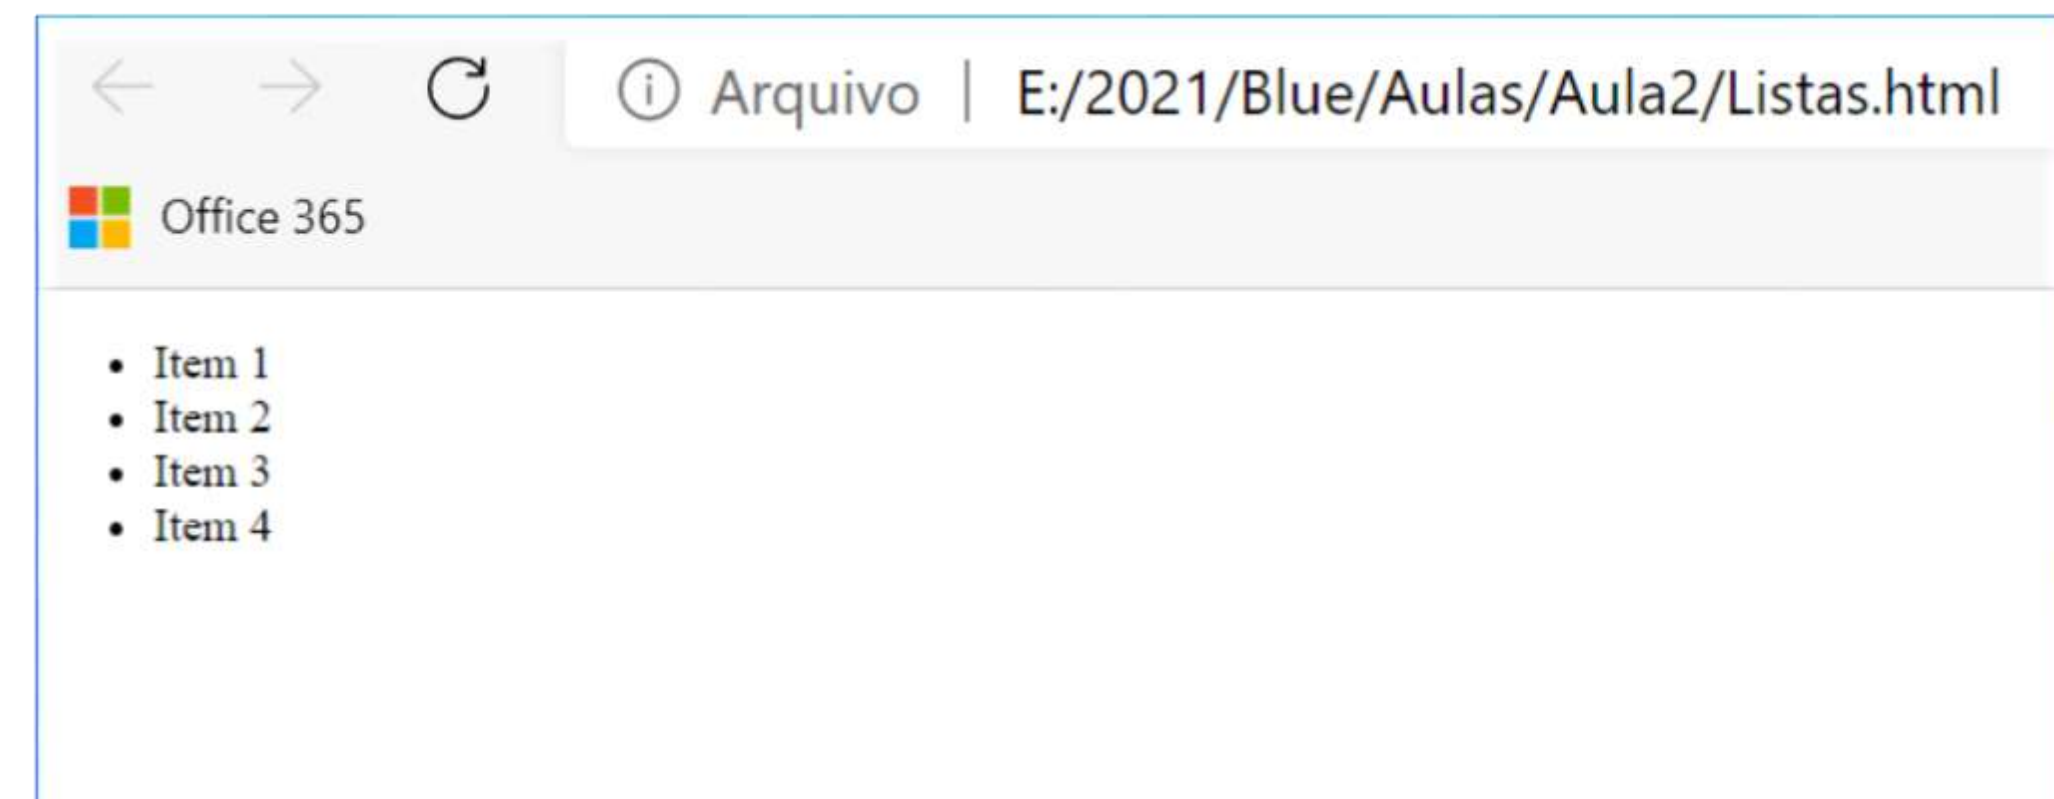 Arquivo | E:/2021/Blue/Aulas/Aula2/Listas.html
Office 365
• Item 1
• Item 2
• Item 3
• Item 4